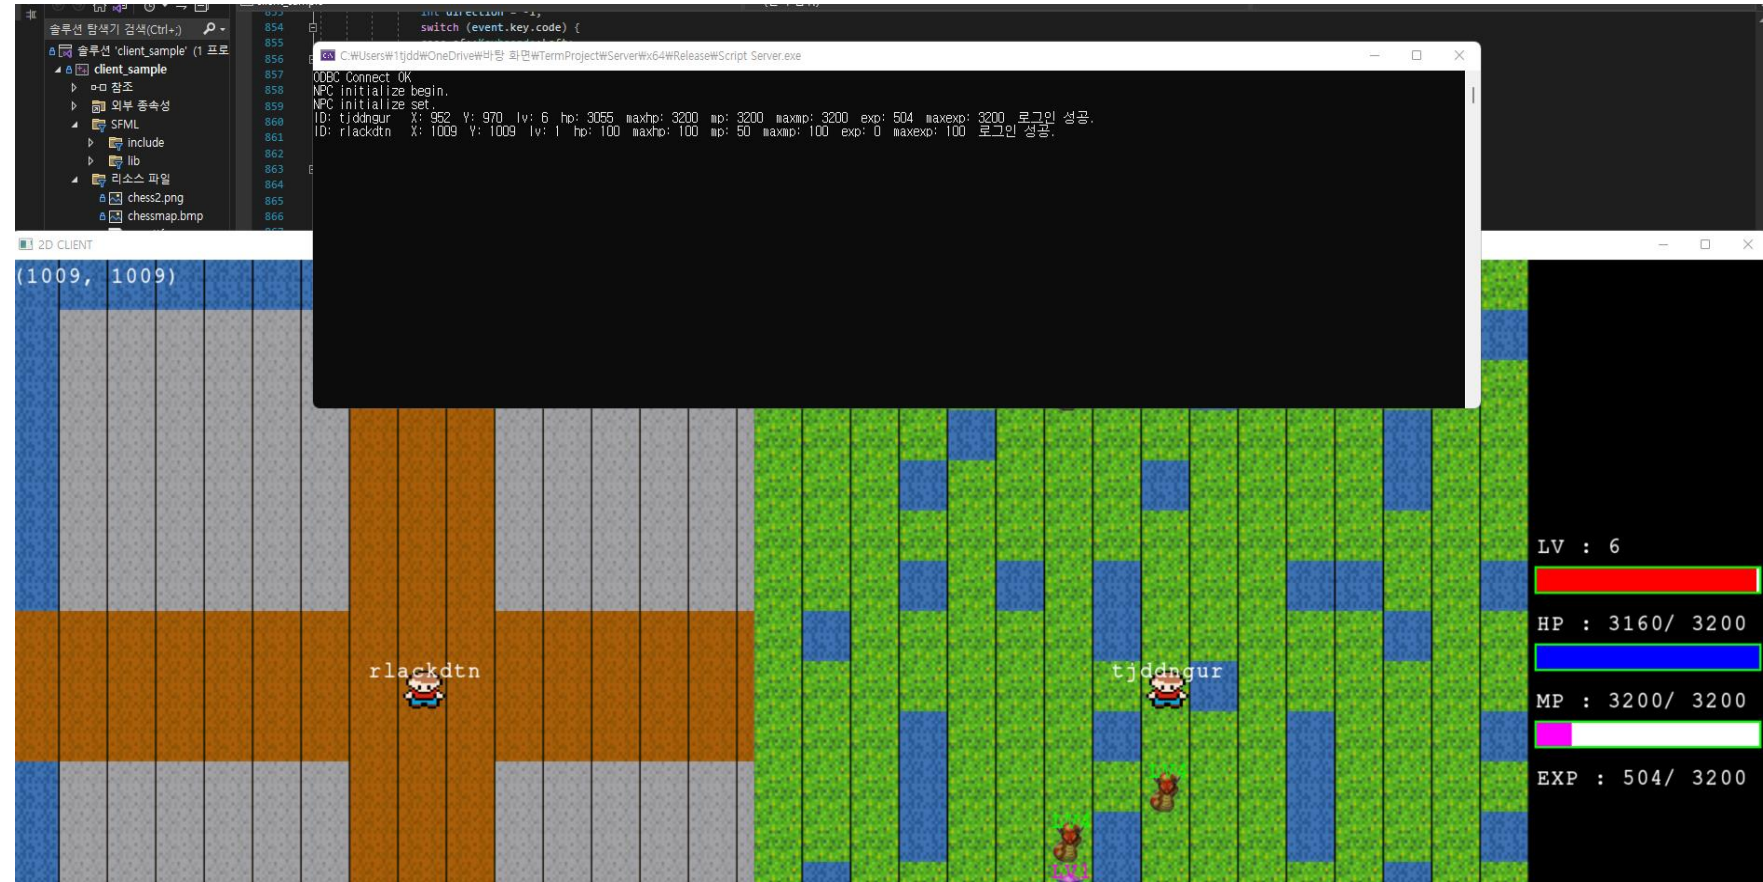 솔루션 탐색기 검색(Ctrl+;)
솔루션 'client_sample' (1 프로
client_sample
참조
외부 종속성
SFML
include
lib
리소스 파일
chess2.png
chessmap.bmp
853
int direction = -1;
854
switch (event.key.code) {
855
856
857
858
859
860
861
862
863
864
865
866
C:₩Users₩1tjdd₩OneDrive₩바탕 화면₩TermProject₩Server₩x64₩Release₩Script Server.exe
ODBC Connect OK
NPC initialize begin.
NPC initialize set.
ID: tjddngur X: 952 Y: 970 lv: 6 hp: 3055 maxhp: 3200 mp: 3200 maxmp: 3200 exp: 504 maxexp: 3200 로그인 성공.
ID: rlackdtn X: 1009 Y: 1009 lv: 1 hp: 100 maxhp: 100 mp: 50 maxmp: 100 exp: 0 maxexp: 100 로그인 성공.
2D CLIENT
(1009, 1009)
rlackdtn
tjddngur
LV1
LV : 6
HP : 3160/ 3200
MP : 3200/ 3200
EXP : 504/ 3200